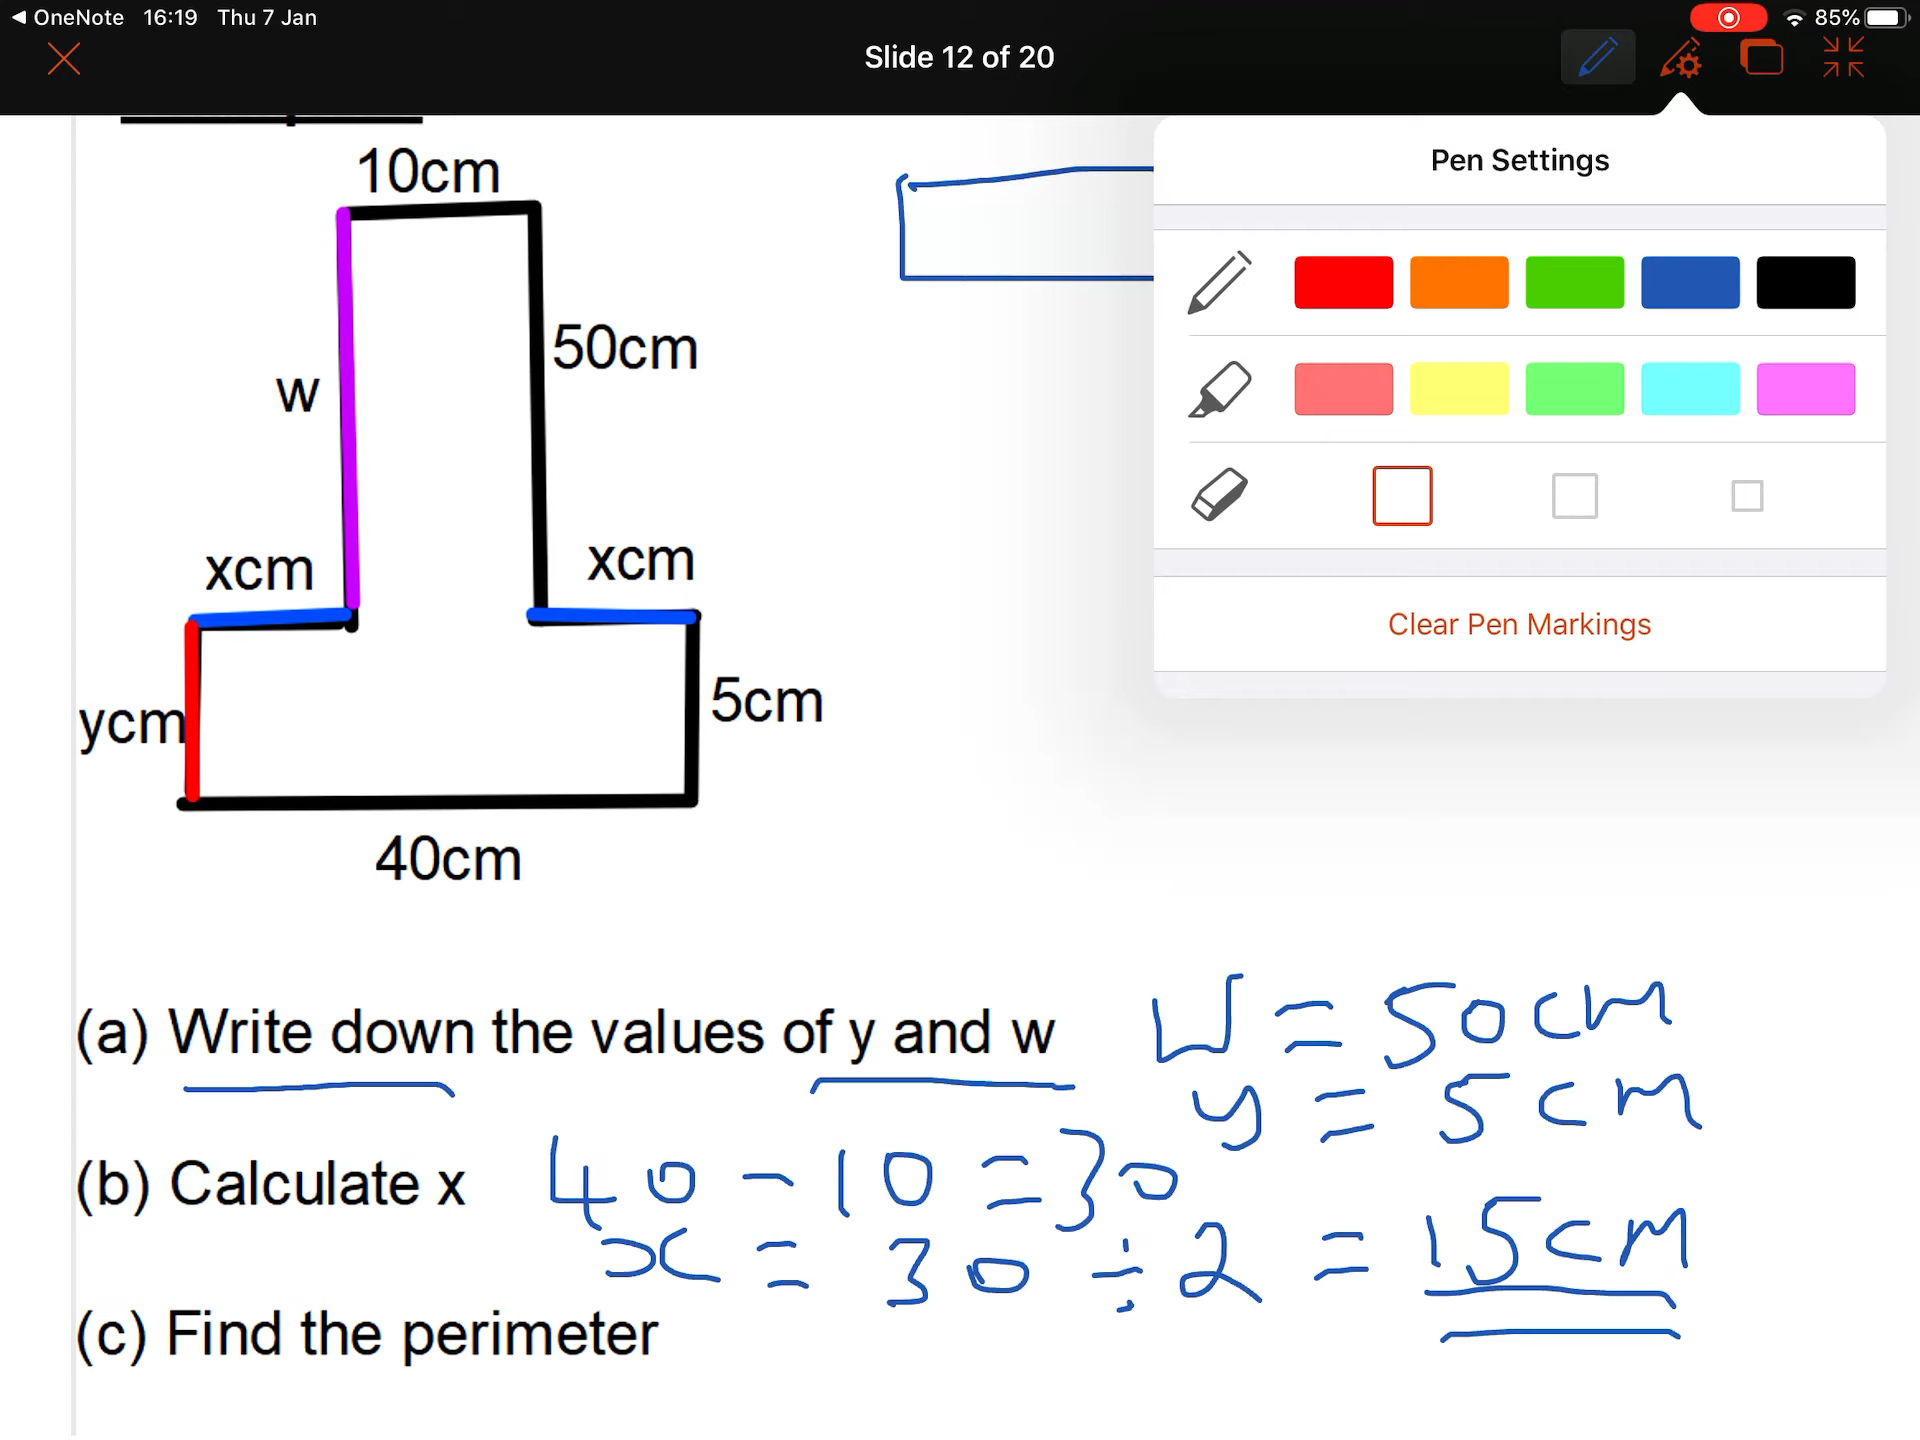 OneNote 16:19 Thu 7 Jan 85%
Slide 12 of 20
Pen Settings
Clear Pen Markings
10cm
50cm
w
xcm
xcm
ycm
5cm
40cm
(a) Write down the values of y and w
W = 50cm
y = 5cm
(b) Calculate x
40 - 10 = 30
x = 30 ÷ 2 = 15cm
(c) Find the perimeter